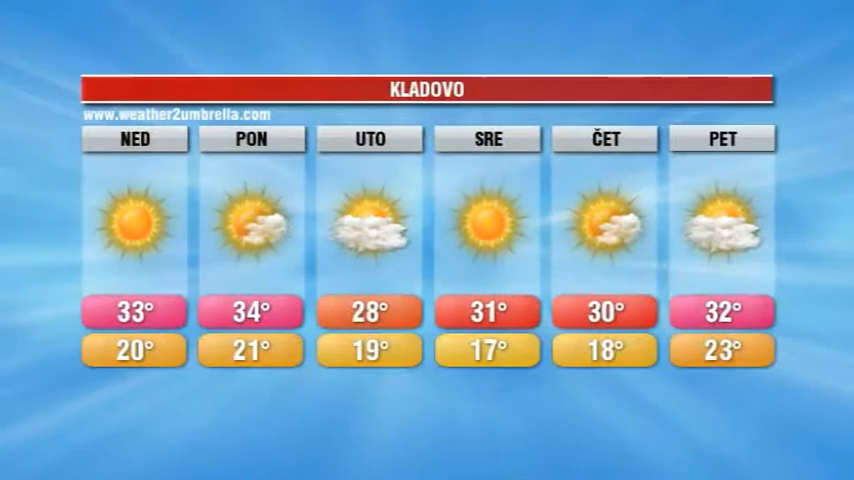 KLADOVO
www.weather2umbrella.com
NED PON UTO SRE ČET PET
33° 34° 28° 31° 30° 32°
20° 21° 19° 17° 18° 23°